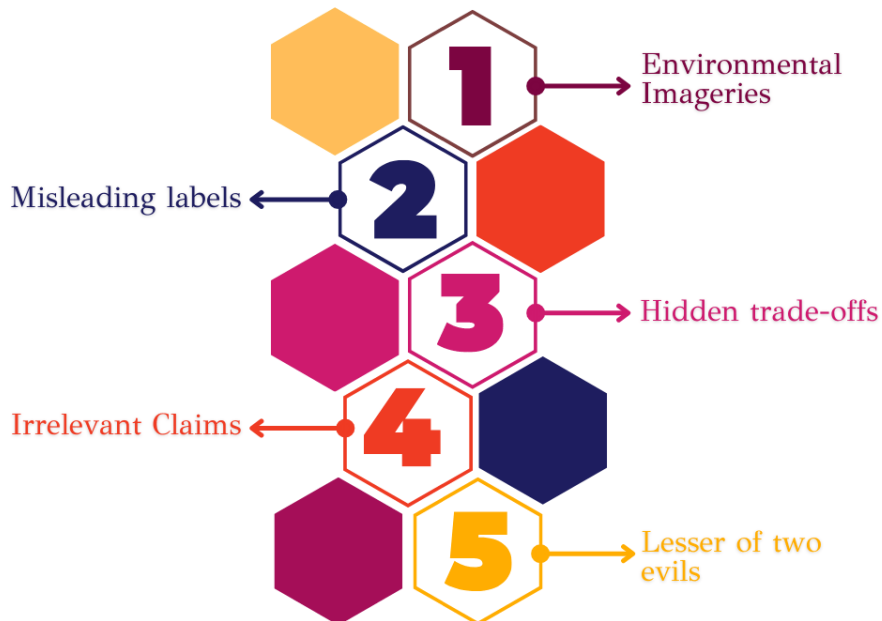 1
Environmental
Imageries
2
Misleading labels
3
Hidden trade-offs
4
Irrelevant Claims
5
Lesser of two
evils